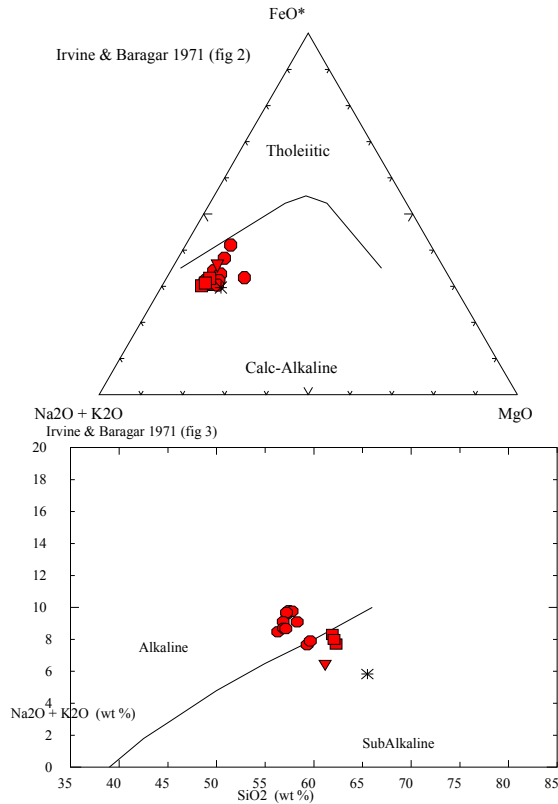 FeO*
Irvine & Baragar 1971 (fig 2)
Tholeiitic
Calc-Alkaline
Na2O + K2O
MgO
Irvine & Baragar 1971 (fig 3)
20
18
16
14
12
10
8
6
4
2
0
Alkaline
Na2O + K2O (wt %)
SubAlkaline
35 40 45 50 55 60 65 70 75 80 85
SiO2 (wt %)